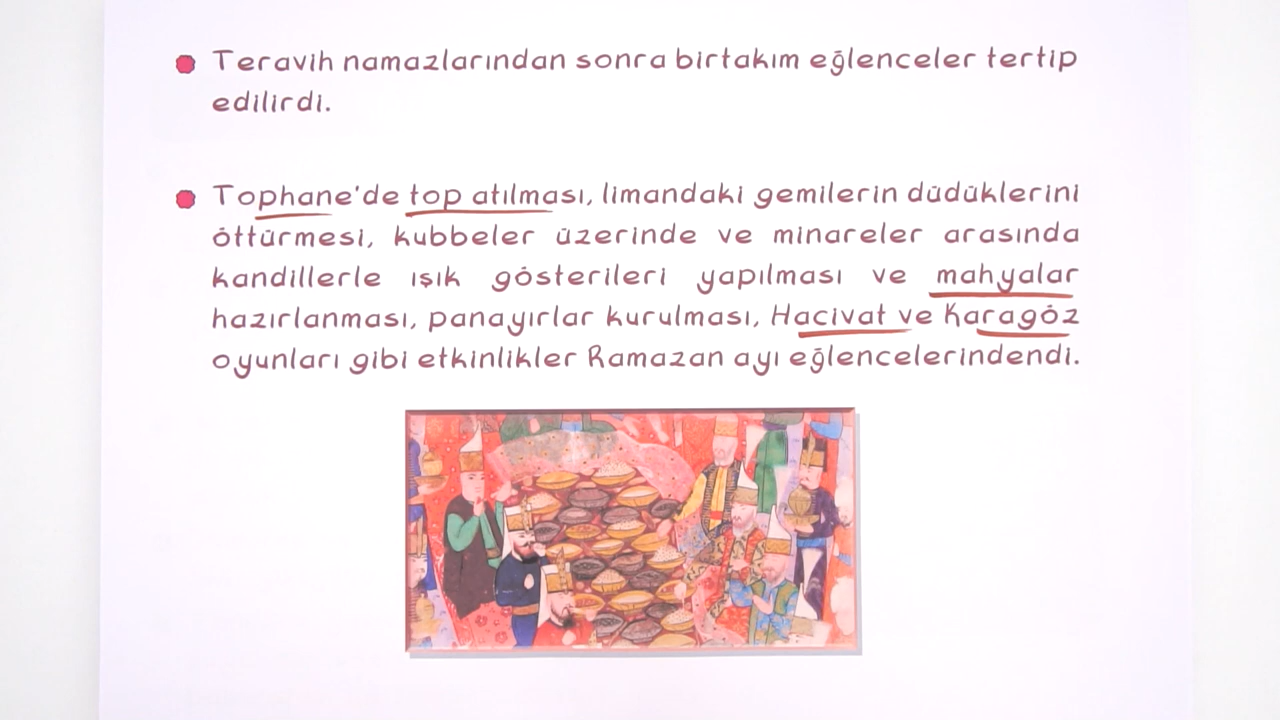 Teravih namazlarından sonra birtakım eğlenceler tertip
edilirdi.
Tophane'de top atılması, limandaki gemilerin düdüklerini
öttürmesi, kubbeler üzerinde ve minareler arasında
kandillerle ışık gösterileri yapılması ve mahyalar
hazırlanması, panayırlar kurulması, Hacivat ve Karagöz
oyunları gibi etkinlikler Ramazan ayı eğlencelerindendi.